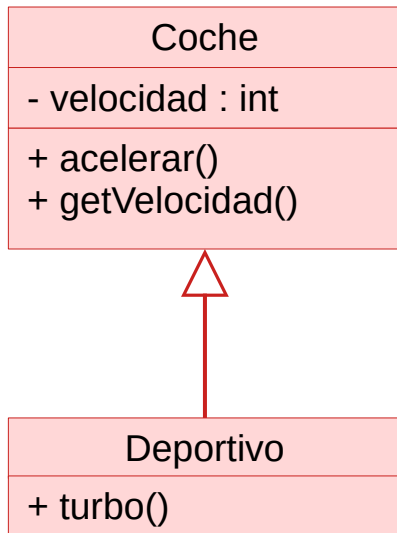 Coche
- velocidad : int
+ acelerar()
+ getVelocidad()
Deportivo
+ turbo()